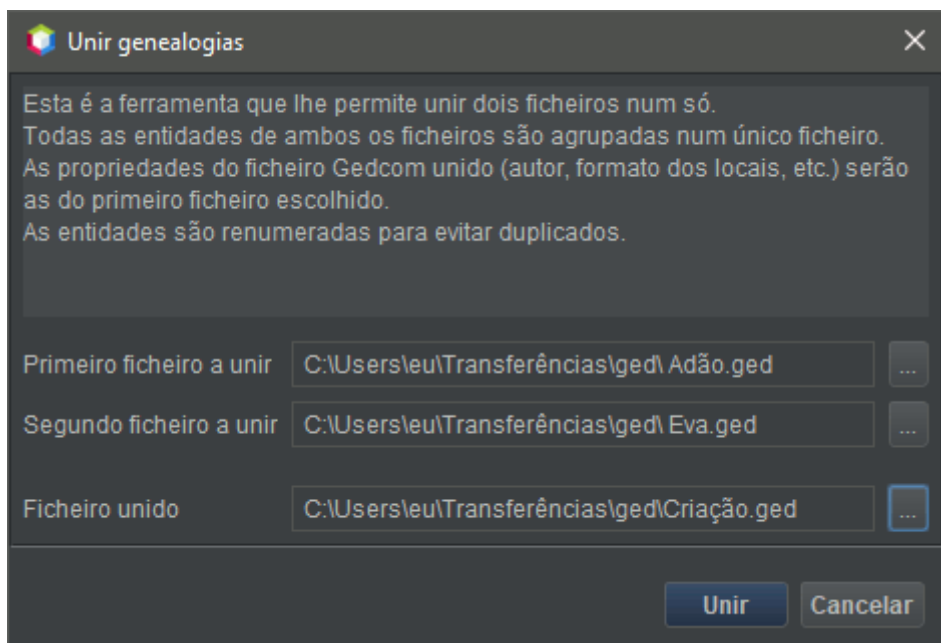 Unir genealogias
Esta é a ferramenta que lhe permite unir dois ficheiros num só.
Todas as entidades de ambos os ficheiros são agrupadas num único ficheiro.
As propriedades do ficheiro Gedcom unido (autor, formato dos locais, etc.) serão
as do primeiro ficheiro escolhido.
As entidades são renumeradas para evitar duplicados.
Primeiro ficheiro a unir C:\Users\eu\Transferências\ged\ Adão.ged ...
Segundo ficheiro a unir C:\Users\eu\Transferências\ged\ Eva.ged ...
Ficheiro unido C:\Users\eu\Transferências\ged\Criação.ged ...
Unir Cancelar